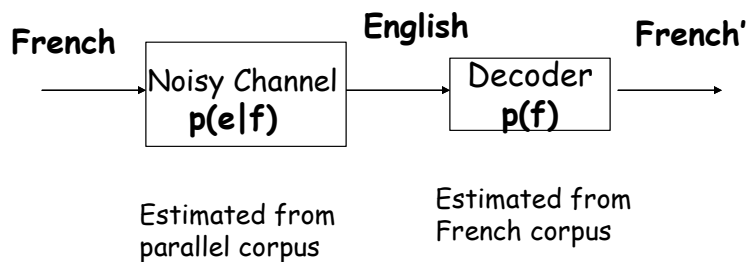 French
Noisy Channel
p(e|f)
English
Decoder
p(f)
French’
Estimated from
parallel corpus
Estimated from
French corpus